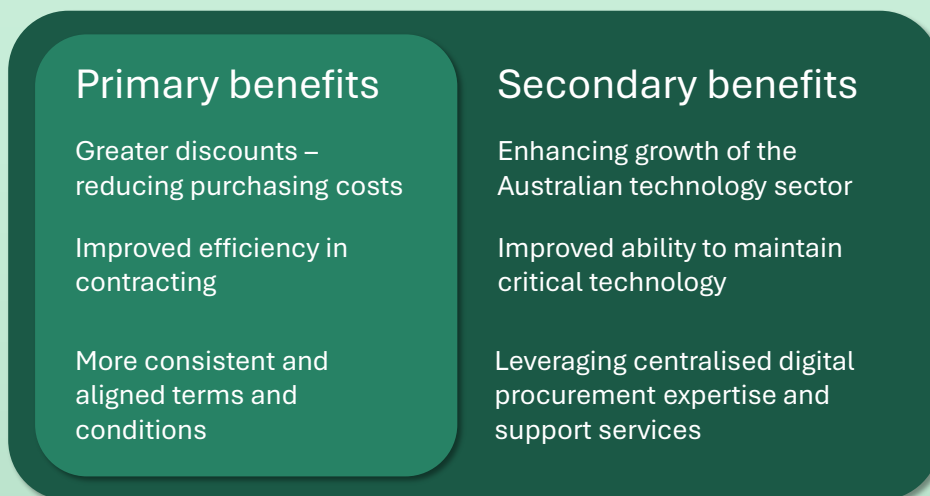 Primary benefits
Greater discounts –
reducing purchasing costs
Improved efficiency in
contracting
More consistent and
aligned terms and
conditions
Secondary benefits
Enhancing growth of the
Australian technology sector
Improved ability to maintain
critical technology
Leveraging centralised digital
procurement expertise and
support services